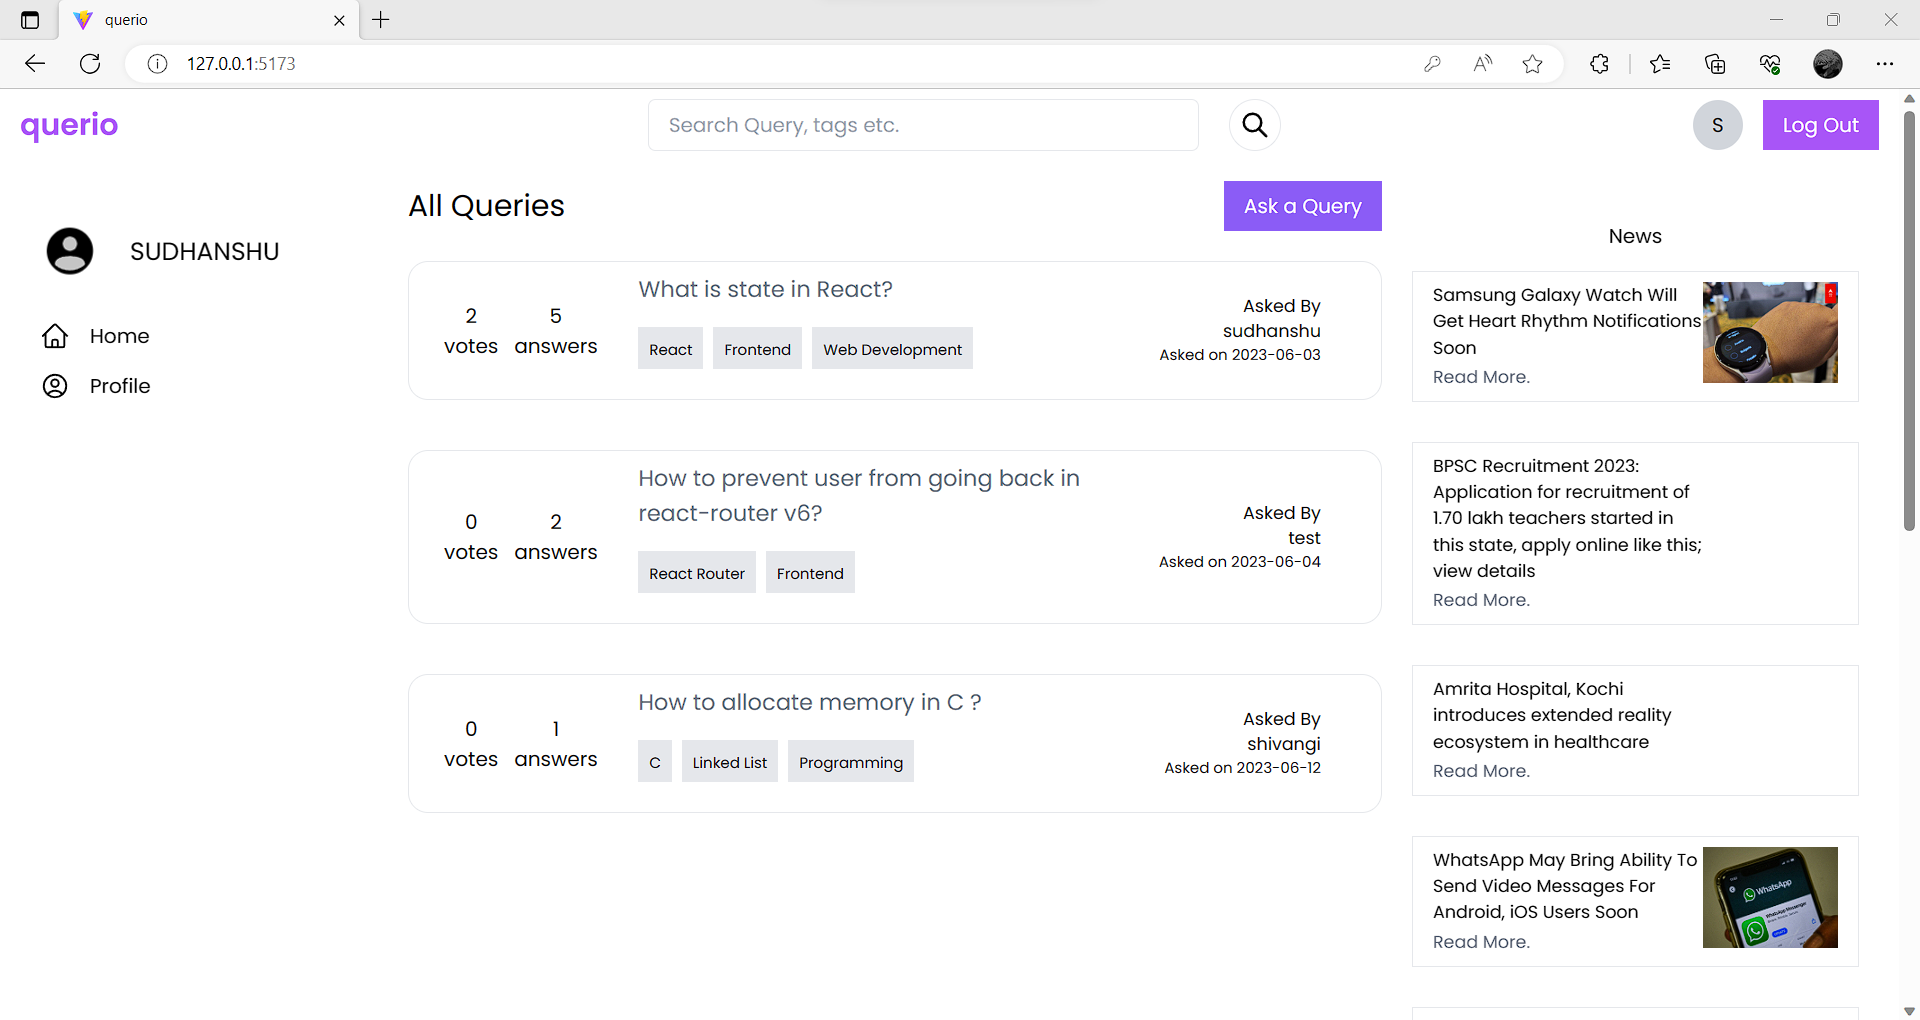 querio
127.0.0.1:5173
querio
Search Query, tags etc.
S
Log Out
SUDHANSHU
Home
Profile
All Queries
Ask a Query
2 votes
5 answers
What is state in React?
React Frontend Web Development
Asked By
sudhanshu
Asked on 2023-06-03
0 votes
2 answers
How to prevent user from going back in
react-router v6?
React Router Frontend
Asked By
test
Asked on 2023-06-04
0 votes
1 answers
How to allocate memory in C ?
C Linked List Programming
Asked By
shivangi
Asked on 2023-06-12
News
Samsung Galaxy Watch Will
Get Heart Rhythm Notifications
Soon
Read More.
BPSC Recruitment 2023:
Application for recruitment of
1.70 lakh teachers started in
this state, apply online like this;
view details
Read More.
Amrita Hospital, Kochi
introduces extended reality
ecosystem in healthcare
Read More.
WhatsApp May Bring Ability To
Send Video Messages For
Android, iOS Users Soon
Read More.
WhatsApp
WhatsApp Messenger